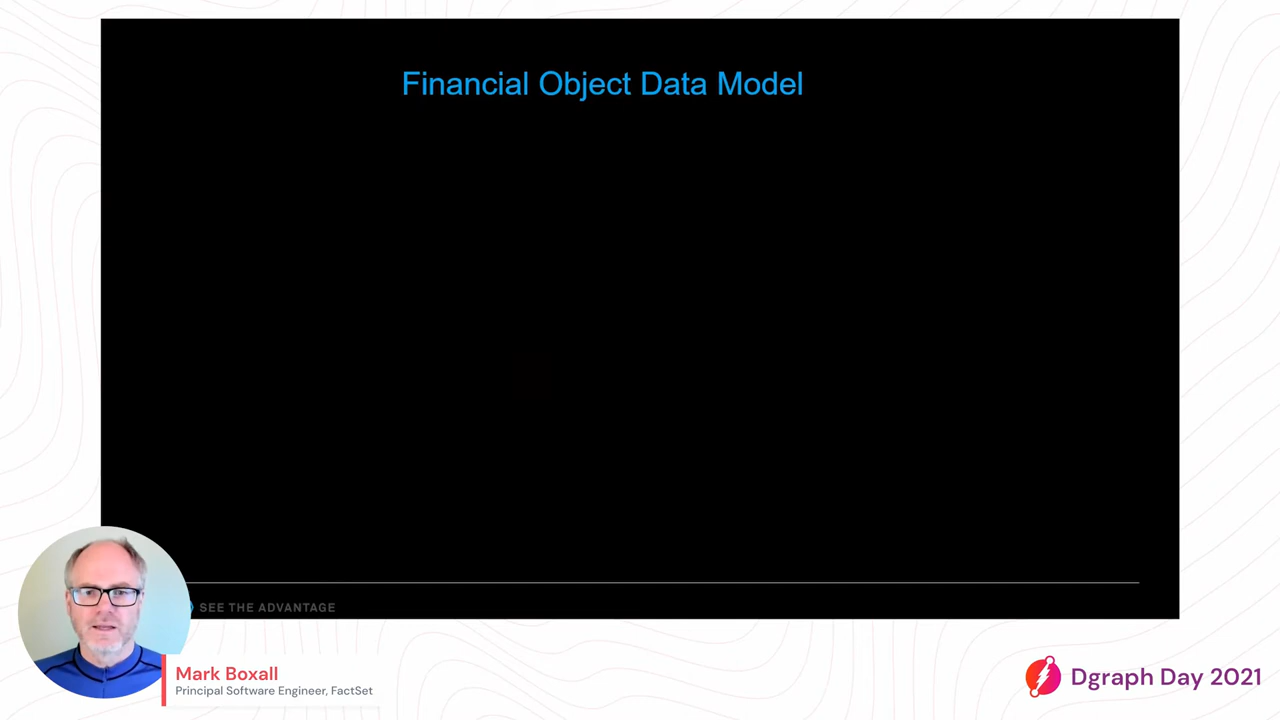 Financial Object Data Model
SEE THE ADVANTAGE
Mark Boxall
Principal Software Engineer, FactSet
Dgraph Day 2021